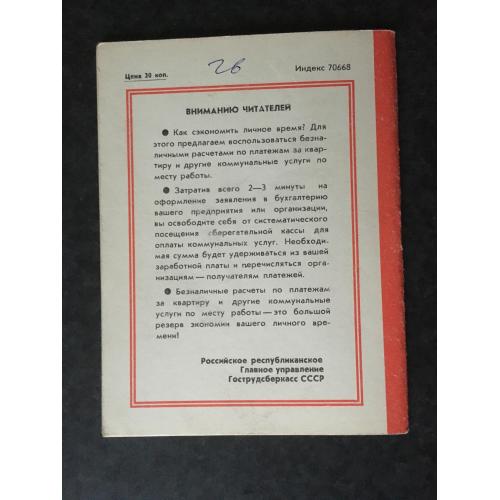 Цена 20 коп.
Индекс 70668
ВНИМАНИЮ ЧИТАТЕЛЕЙ
● Как сэкономить личное время? Для
этого предлагаем воспользоваться безна-
личными расчетами по платежам за квар-
тиру и другие коммунальные услуги по
месту работы.
● Затратив всего 2—3 минуты на
оформление заявления в бухгалтерию
вашего предприятия или организации,
вы освободите себя от систематического
посещения сберегательной кассы для
оплаты коммунальных услуг. Необходи-
мая сумма будет удерживаться из вашей
заработной платы и перечисляться орга-
низациям — получателям платежей.
● Безналичные расчеты по платежам
за квартиру и другие коммунальные
услуги по месту работы — это большой
резерв экономии вашего личного вре-
мени!
Российское республиканское
Главное управление
Гострудсберкасс СССР